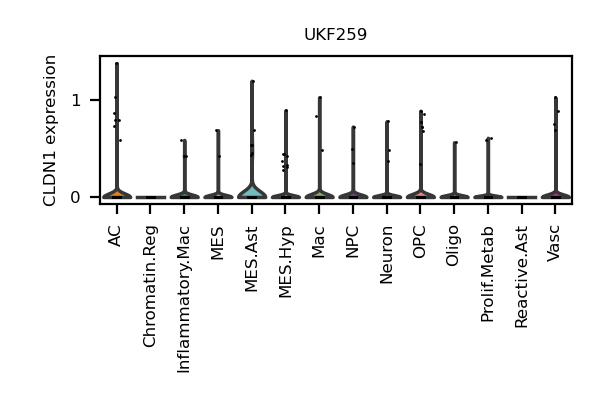 UKF259
CLDN1 expression
1
0
AC
Chromatin.Reg
Inflammatory.Mac
MES
MES.Ast
MES.Hyp
Mac
NPC
Neuron
OPC
Oligo
Prolif.Metab
Reactive.Ast
Vasc